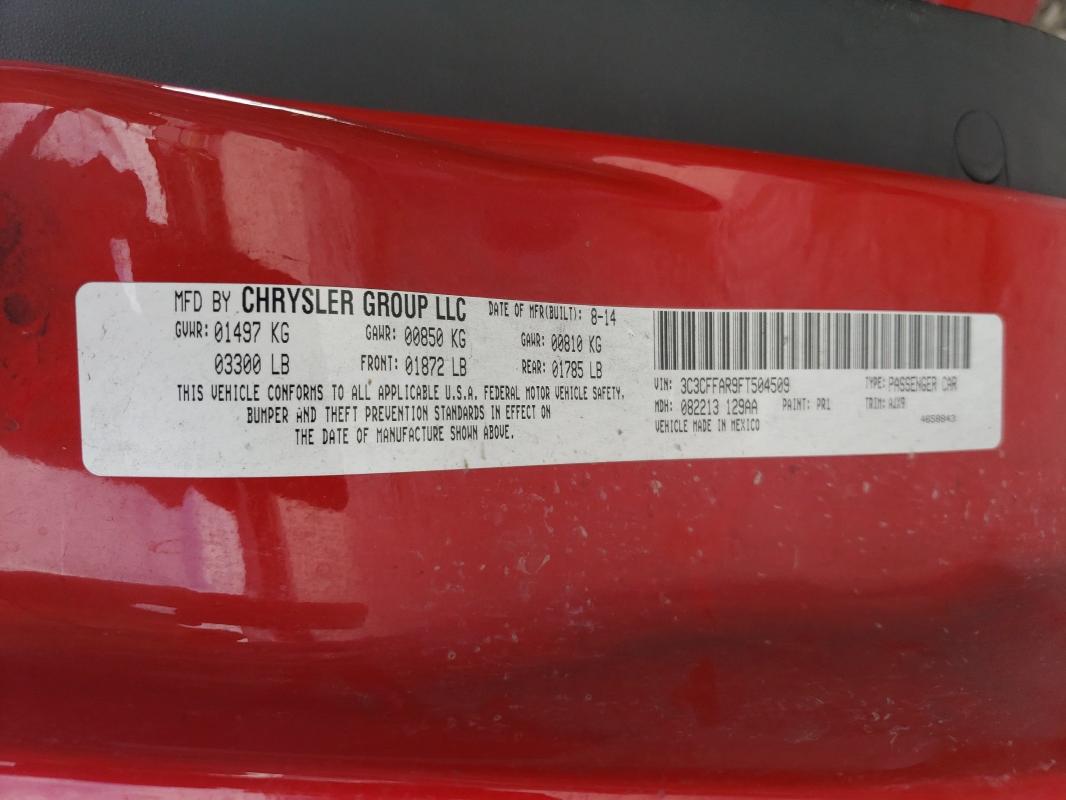 MFD BY CHRYSLER GROUP LLC DATE OF MFR(BUILT): 8-14
GVWR: 01497 KG GAWR: 00850 KG GAWR: 00810 KG
03300 LB FRONT: 01872 LB REAR: 01785 LB
THIS VEHICLE CONFORMS TO ALL APPLICABLE U.S.A. FEDERAL MOTOR VEHICLE SAFETY,
BUMPER AND THEFT PREVENTION STANDARDS IN EFFECT ON
THE DATE OF MANUFACTURE SHOWN ABOVE.
VIN: 3C3CFFAR9FT504509 TYPE: PASSENGER CAR
MDH: 082213 129AA PAINT: PR1 TRIM: AJX9
VEHICLE MADE IN MEXICO 4658843